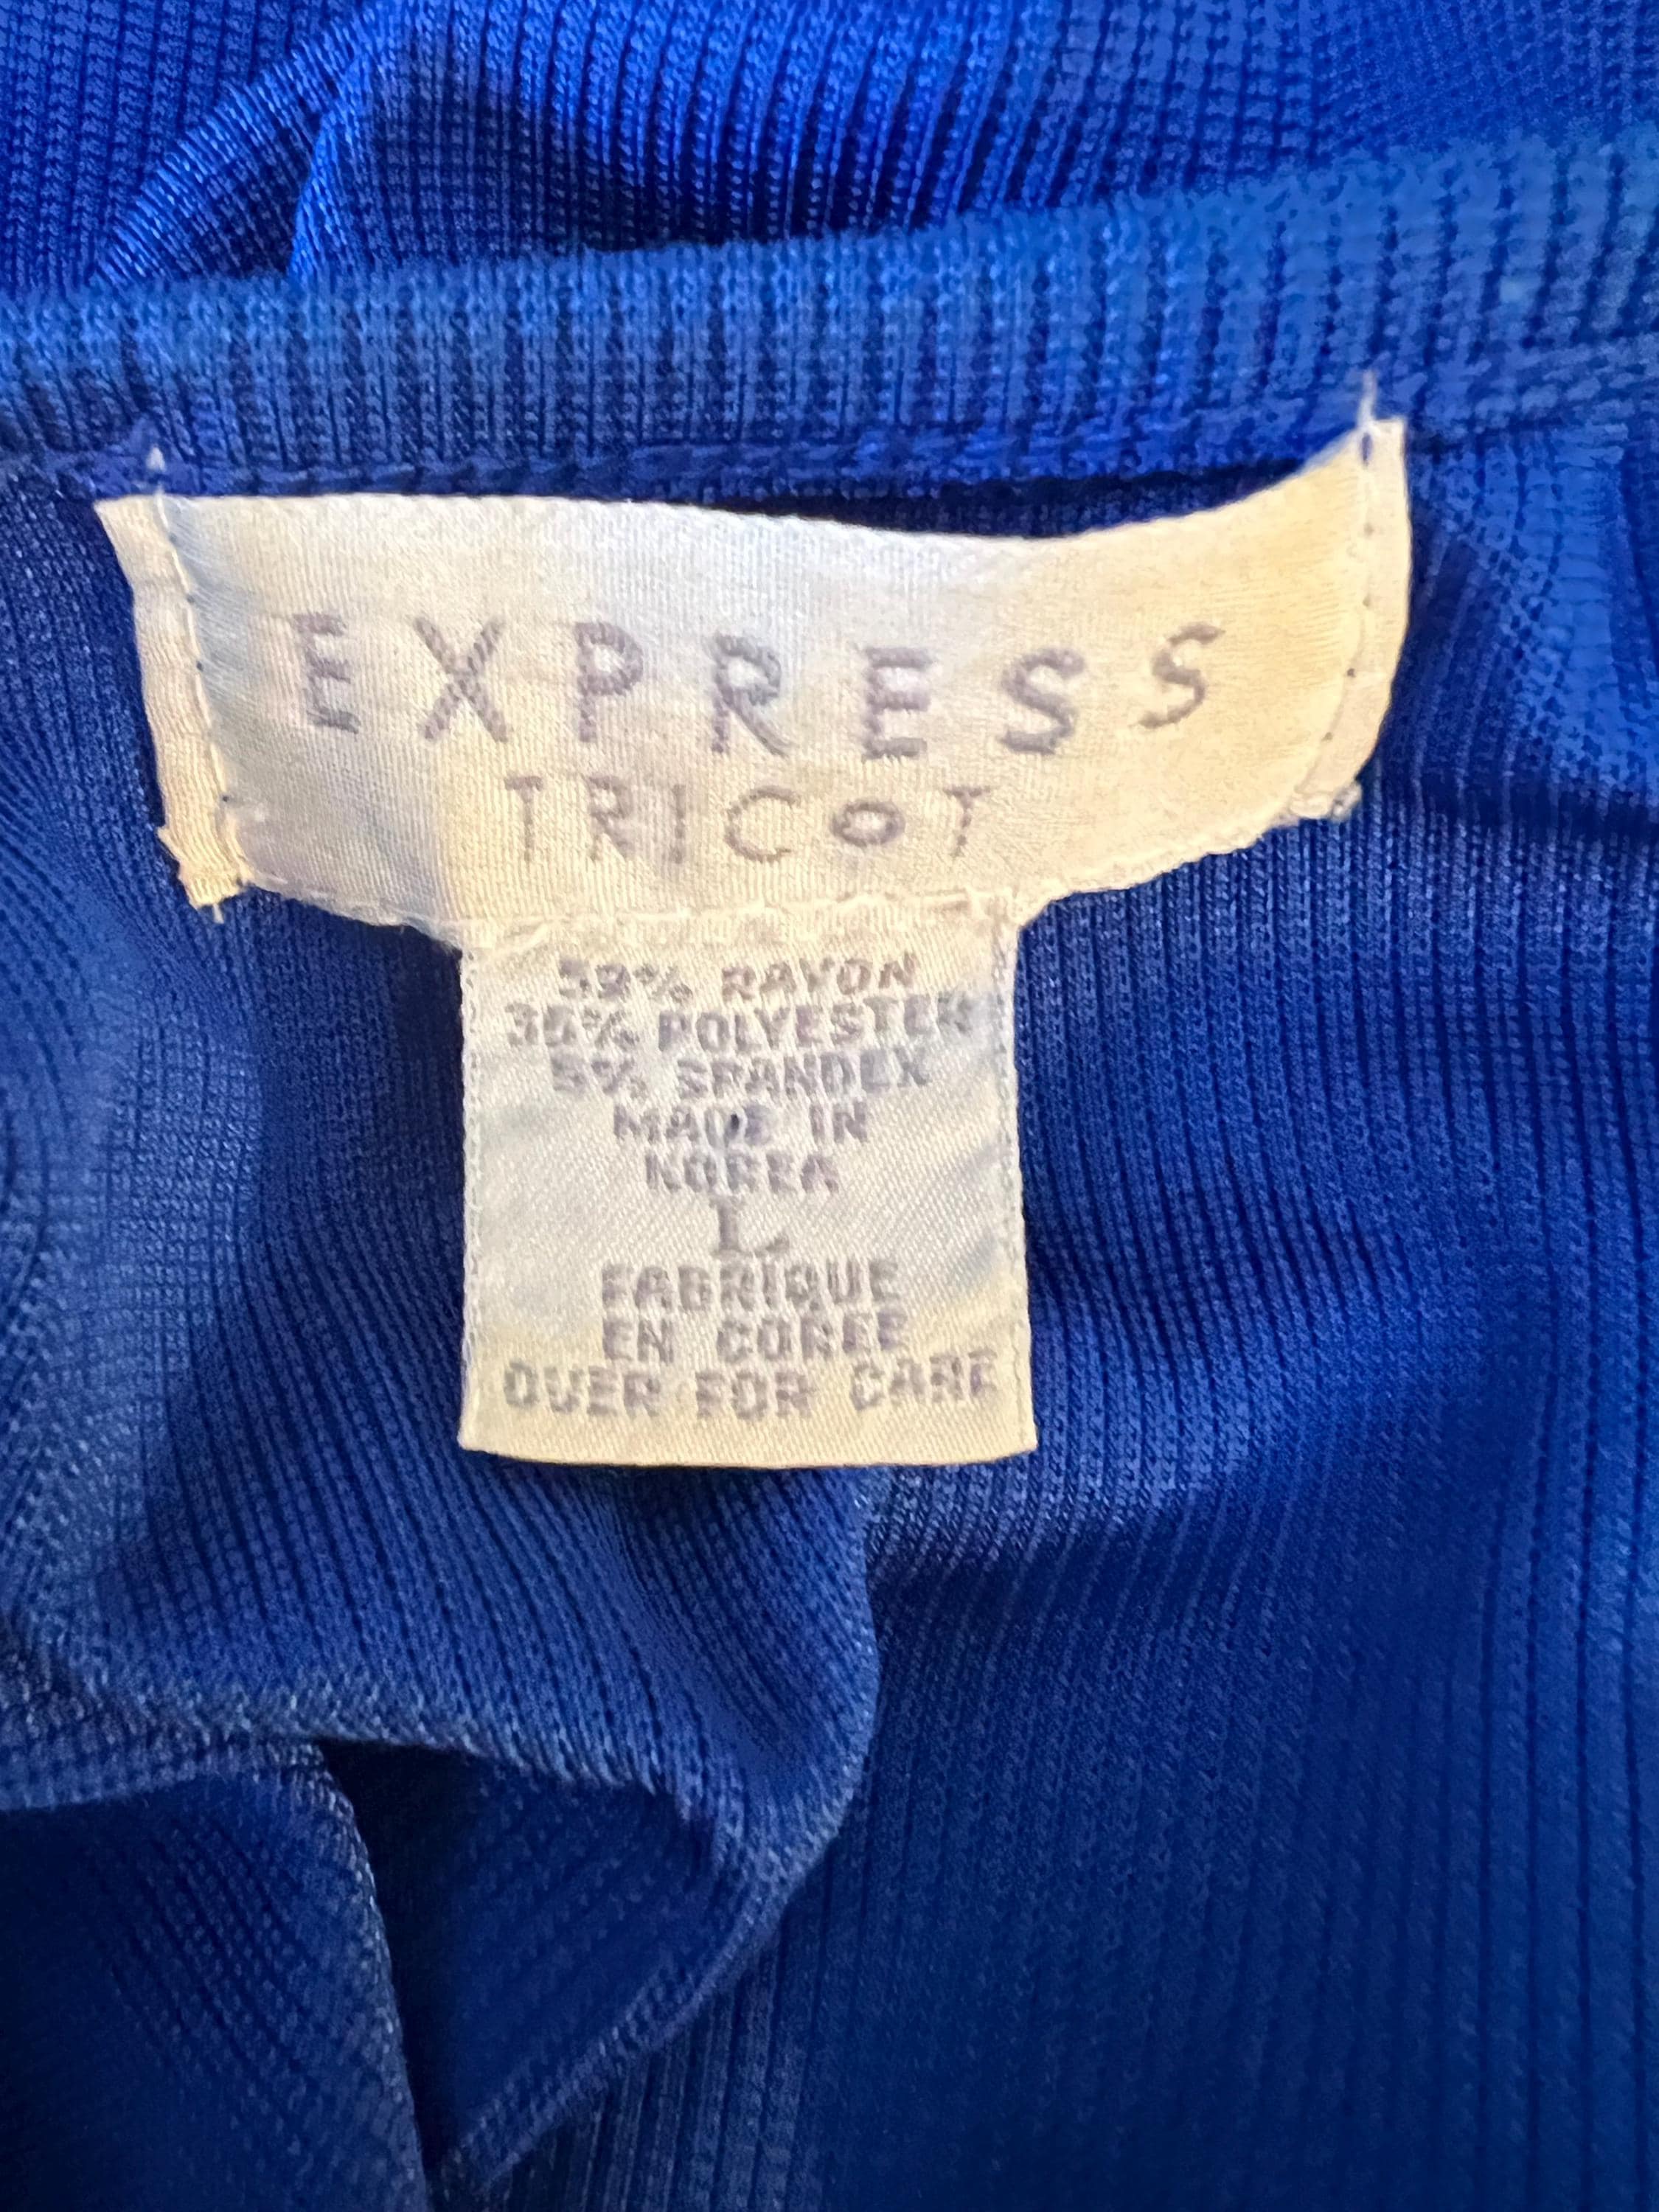 EXPRESS
TRICOT
59% RAYON
36% POLYESTER
5% SPANDEX
MADE IN
KOREA
L
FABRIQUE
EN COREE
OVER FOR CARE